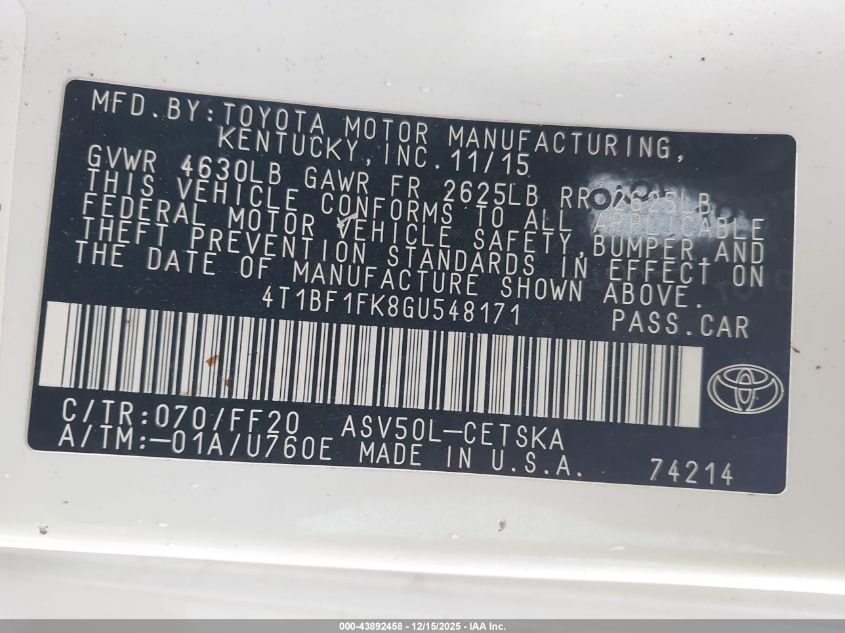 MFD.BY:TOYOTA MOTOR MANUFACTURING,
KENTUCKY,INC.11/15
GVWR 4630LB GAWR FR 2625LB RR 2625LB
THIS VEHICLE CONFORMS TO ALL APPLICABLE
FEDERAL MOTOR VEHICLE SAFETY,BUMPER,AND
THEFT PREVENTION STANDARDS IN EFFECT ON
THE DATE OF MANUFACTURE SHOWN ABOVE.
4T1BF1FK8GU548171 PASS.CAR
C/TR:070/FF20 ASV50L-CETSKA
A/TM:-01A/U760E MADE IN U.S.A. 74214
000-43892458 - 12/15/2025 - IAA Inc.